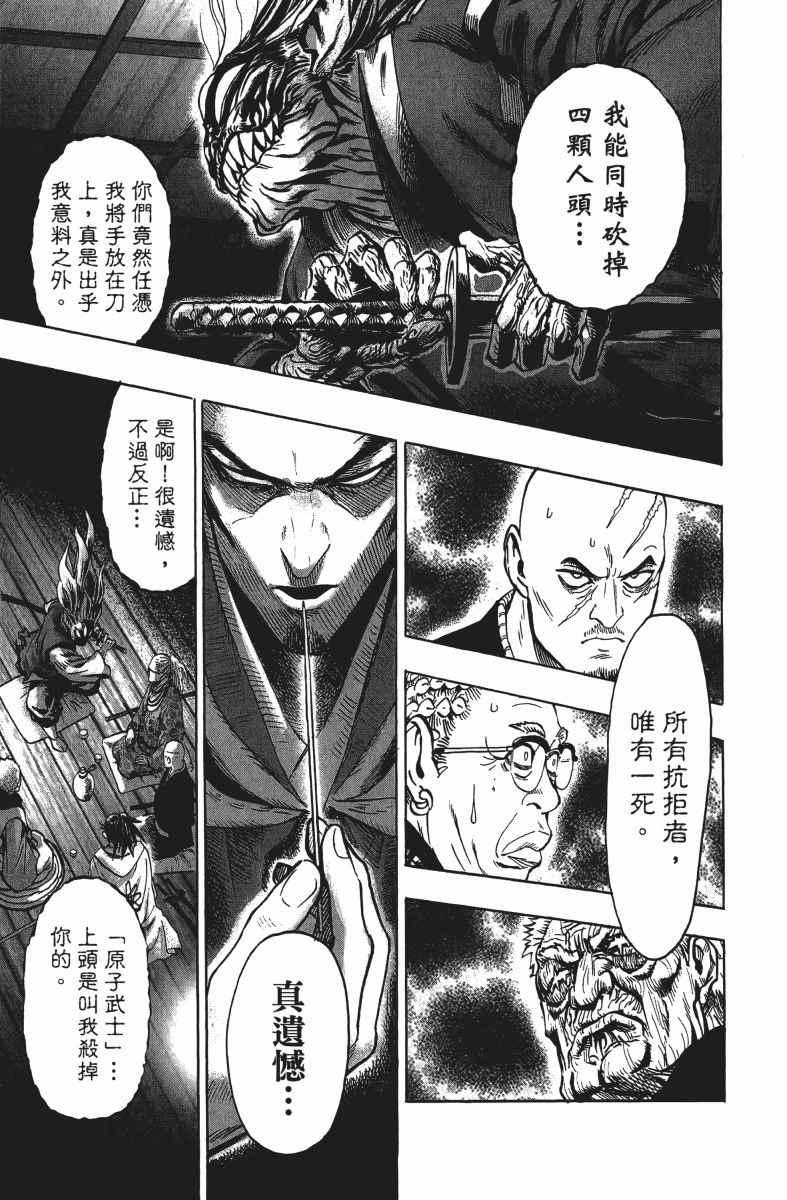 我能同時砍掉
四顆人頭…
你們竟然任憑
我將手放在刀
上，真是出乎
我意料之外。
所有抗拒者，
唯有一死。
真遺憾…
是啊！很遺憾，
不過反正…
「原子武士」…
上頭是叫我殺掉
你的。